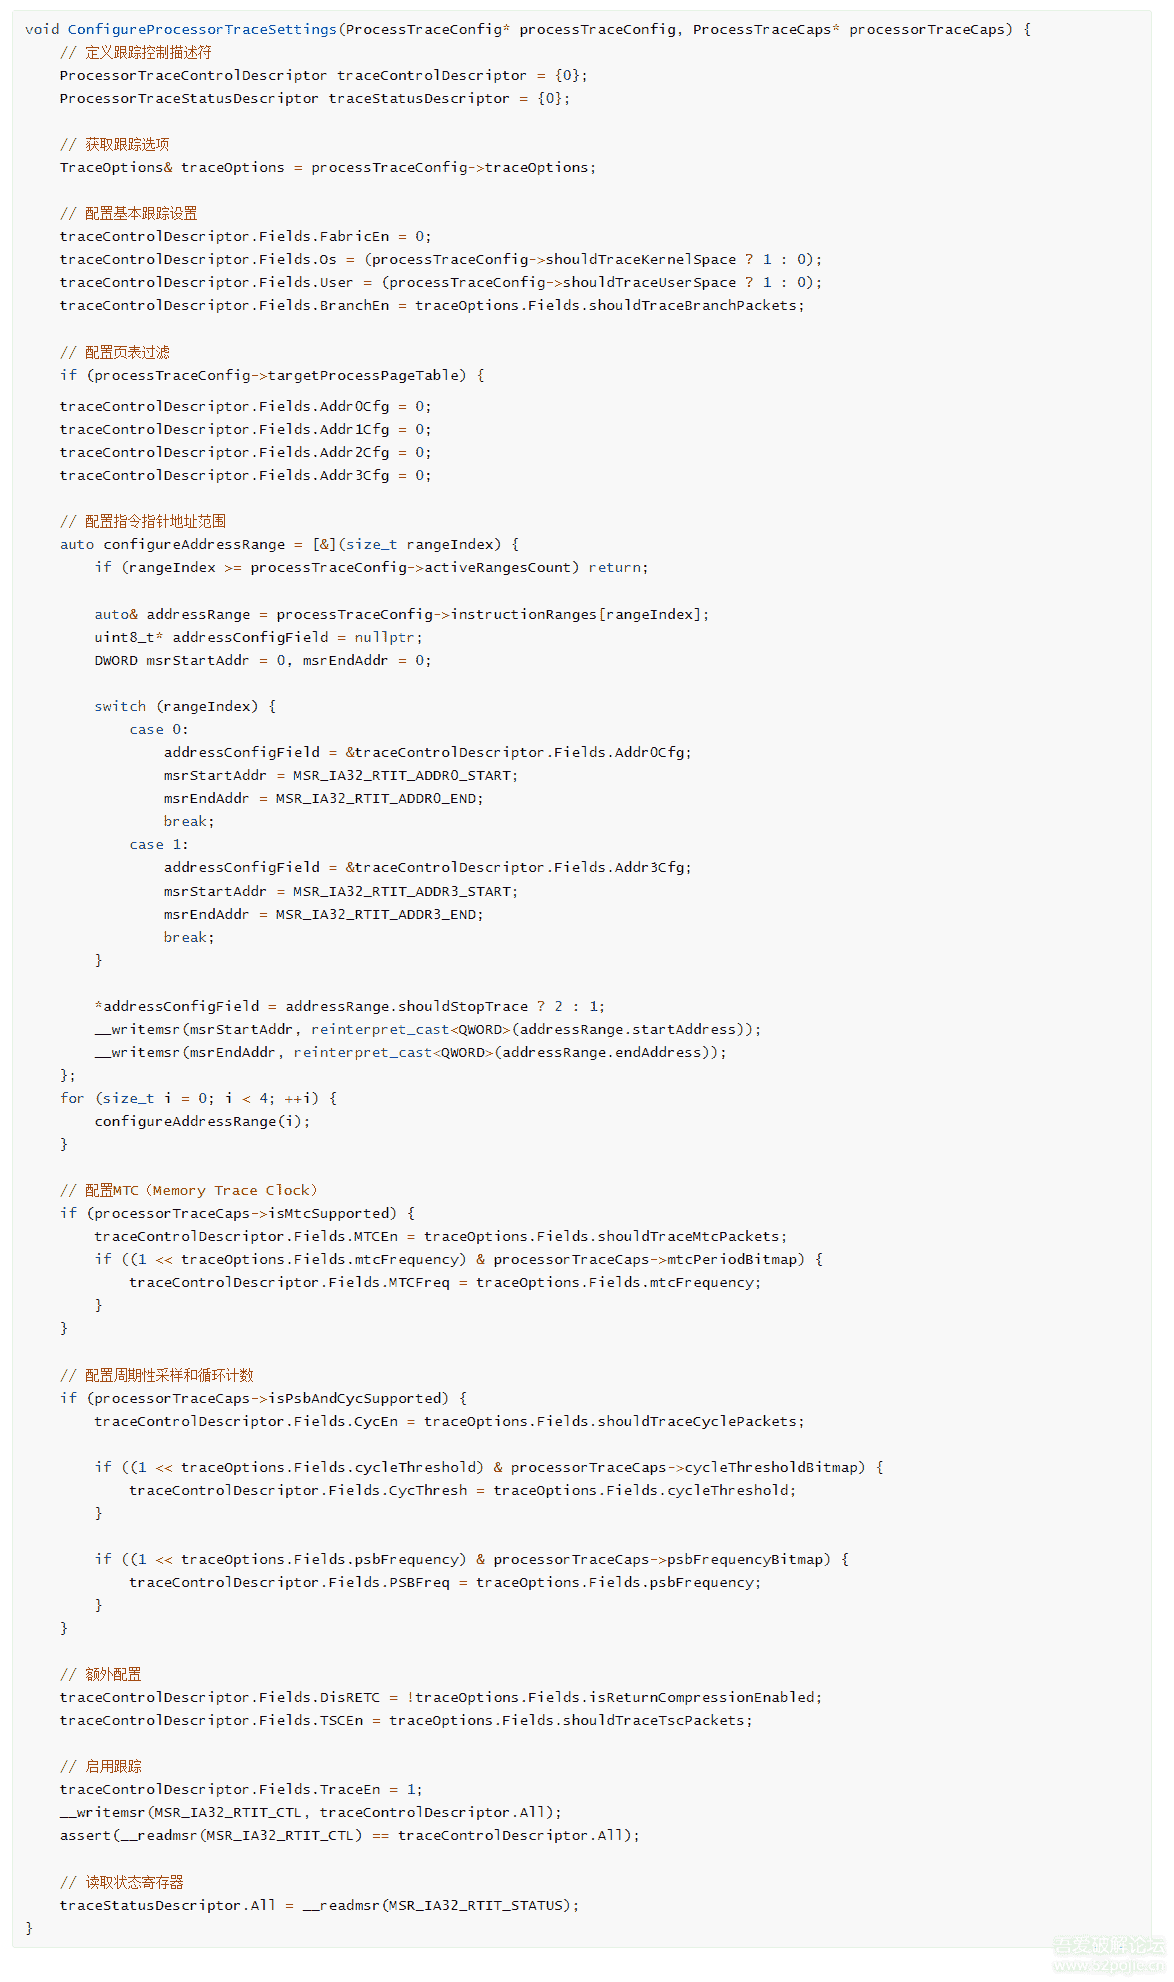 void ConfigureProcessorTraceSettings(ProcessTraceConfig* processTraceConfig, ProcessTraceCaps* processorTraceCaps) {
    // 定义跟踪控制描述符
    ProcessorTraceControlDescriptor traceControlDescriptor = {0};
    ProcessorTraceStatusDescriptor traceStatusDescriptor = {0};

    // 获取跟踪选项
    TraceOptions& traceOptions = processTraceConfig->traceOptions;

    // 配置基本跟踪设置
    traceControlDescriptor.Fields.FabricEn = 0;
    traceControlDescriptor.Fields.Os = (processTraceConfig->shouldTraceKernelSpace ? 1 : 0);
    traceControlDescriptor.Fields.User = (processTraceConfig->shouldTraceUserSpace ? 1 : 0);
    traceControlDescriptor.Fields.BranchEn = traceOptions.Fields.shouldTraceBranchPackets;

    // 配置页表过滤
    if (processTraceConfig->targetProcessPageTable) {
    traceControlDescriptor.Fields.Addr0Cfg = 0;
    traceControlDescriptor.Fields.Addr1Cfg = 0;
    traceControlDescriptor.Fields.Addr2Cfg = 0;
    traceControlDescriptor.Fields.Addr3Cfg = 0;

    // 配置指令指针地址范围
    auto configureAddressRange = [&](size_t rangeIndex) {
        if (rangeIndex >= processTraceConfig->activeRangesCount) return;

        auto& addressRange = processTraceConfig->instructionRanges[rangeIndex];
        uint8_t* addressConfigField = nullptr;
        DWORD msrStartAddr = 0, msrEndAddr = 0;

        switch (rangeIndex) {
            case 0:
                addressConfigField = &traceControlDescriptor.Fields.Addr0Cfg;
                msrStartAddr = MSR_IA32_RTIT_ADDR0_START;
                msrEndAddr = MSR_IA32_RTIT_ADDR0_END;
                break;
            case 1:
                addressConfigField = &traceControlDescriptor.Fields.Addr3Cfg;
                msrStartAddr = MSR_IA32_RTIT_ADDR3_START;
                msrEndAddr = MSR_IA32_RTIT_ADDR3_END;
                break;
        }

        *addressConfigField = addressRange.shouldStopTrace ? 2 : 1;
        __writemsr(msrStartAddr, reinterpret_cast<QWORD>(addressRange.startAddress));
        __writemsr(msrEndAddr, reinterpret_cast<QWORD>(addressRange.endAddress));
    };
    for (size_t i = 0; i < 4; ++i) {
        configureAddressRange(i);
    }

    // 配置MTC（Memory Trace Clock）
    if (processorTraceCaps->isMtcSupported) {
        traceControlDescriptor.Fields.MTCEn = traceOptions.Fields.shouldTraceMtcPackets;
        if ((1 << traceOptions.Fields.mtcFrequency) & processorTraceCaps->mtcPeriodBitmap) {
            traceControlDescriptor.Fields.MTCFreq = traceOptions.Fields.mtcFrequency;
        }
    }

    // 配置周期性采样和循环计数
    if (processorTraceCaps->isPsbAndCycSupported) {
        traceControlDescriptor.Fields.CycEn = traceOptions.Fields.shouldTraceCyclePackets;

        if ((1 << traceOptions.Fields.cycleThreshold) & processorTraceCaps->cycleThresholdBitmap) {
            traceControlDescriptor.Fields.CycThresh = traceOptions.Fields.cycleThreshold;
        }

        if ((1 << traceOptions.Fields.psbFrequency) & processorTraceCaps->psbFrequencyBitmap) {
            traceControlDescriptor.Fields.PSBFreq = traceOptions.Fields.psbFrequency;
        }
    }

    // 额外配置
    traceControlDescriptor.Fields.DisRETC = !traceOptions.Fields.isReturnCompressionEnabled;
    traceControlDescriptor.Fields.TSCEn = traceOptions.Fields.shouldTraceTscPackets;

    // 启用跟踪
    traceControlDescriptor.Fields.TraceEn = 1;
    __writemsr(MSR_IA32_RTIT_CTL, traceControlDescriptor.All);
    assert(__readmsr(MSR_IA32_RTIT_CTL) == traceControlDescriptor.All);

    // 读取状态寄存器
    traceStatusDescriptor.All = __readmsr(MSR_IA32_RTIT_STATUS);
}
吾爱破解论坛
www.52pojie.cn